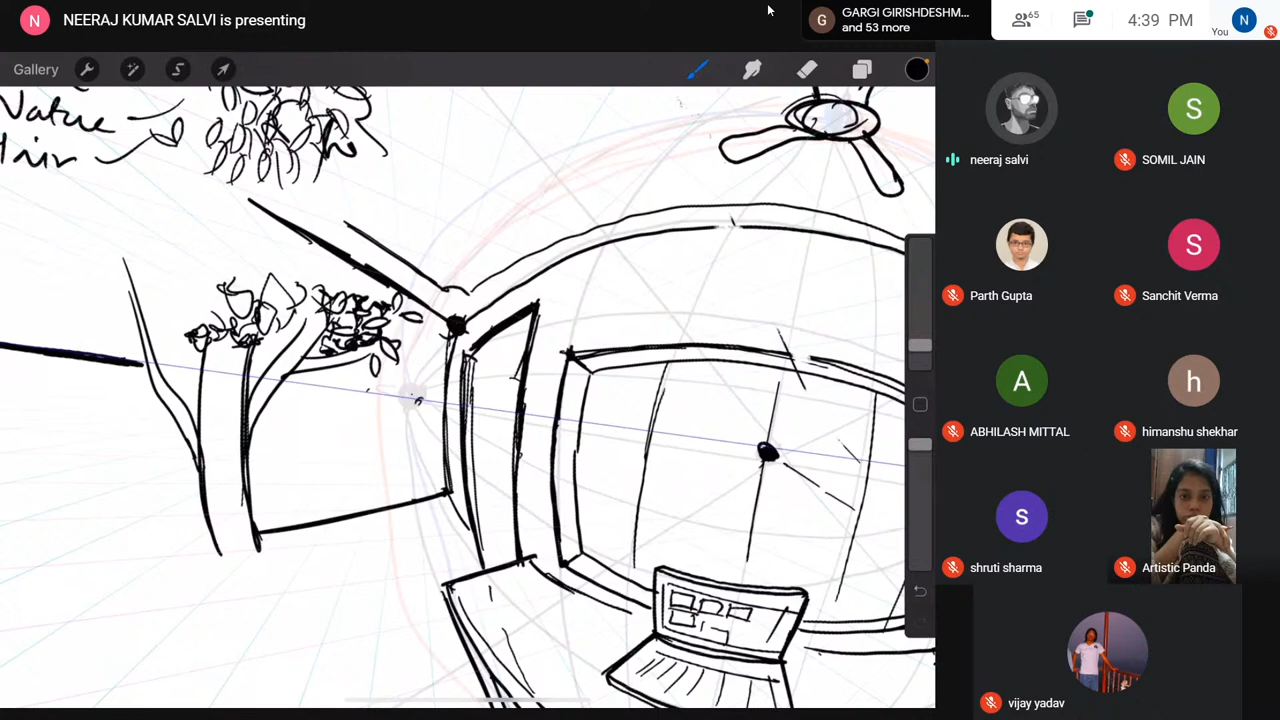 N
NEERAJ KUMAR SALVI is presenting
G
GARGI GIRISHDESHM...
and 53 more
65
4:39 PM
You
N
Gallery
Nature
Hair
neeraj salvi
S
SOMIL JAIN
Parth Gupta
S
Sanchit Verma
A
ABHILASH MITTAL
h
himanshu shekhar
s
shruti sharma
Artistic Panda
vijay yadav